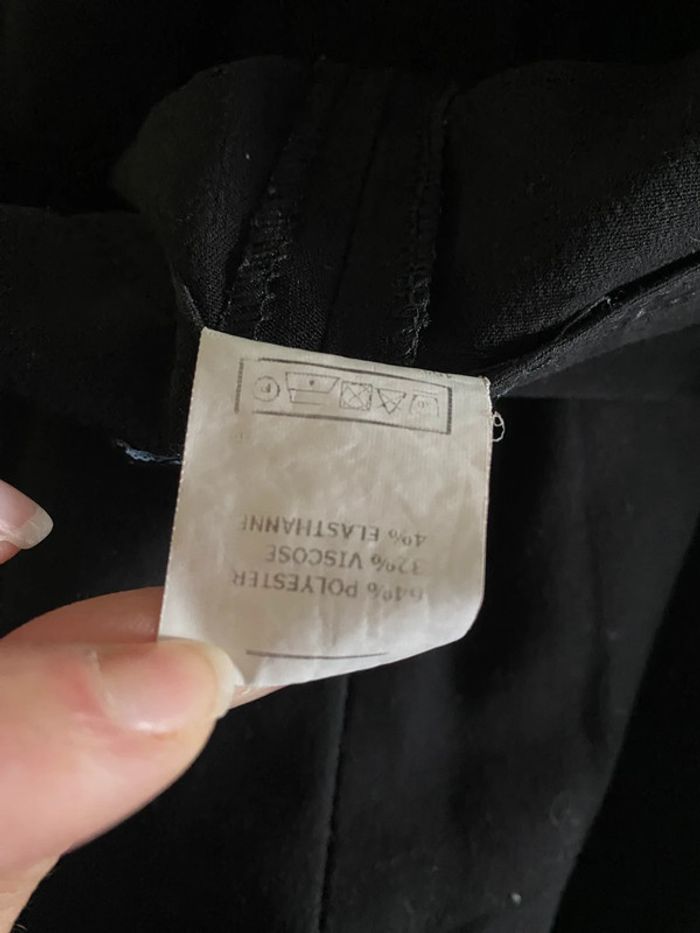 64% POLYESTER
32% VISCOSE
4% ELASTHANNE